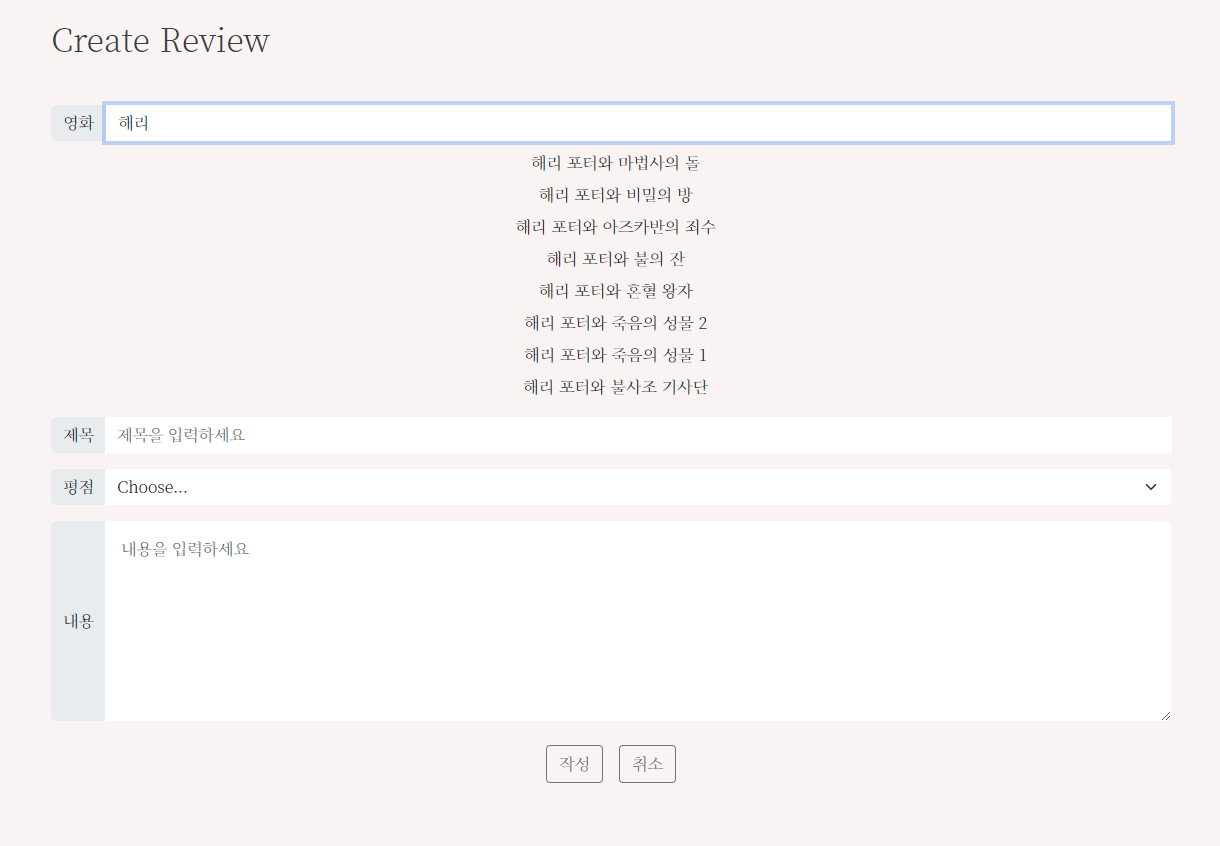 Create Review
영화 해리
해리 포터와 마법사의 돌
해리 포터와 비밀의 방
해리 포터와 아즈카반의 죄수
해리 포터와 불의 잔
해리 포터와 혼혈 왕자
해리 포터와 죽음의 성물 2
해리 포터와 죽음의 성물 1
해리 포터와 불사조 기사단
제목 제목을 입력하세요
평점 Choose...
내용을 입력하세요
내용
작성 취소